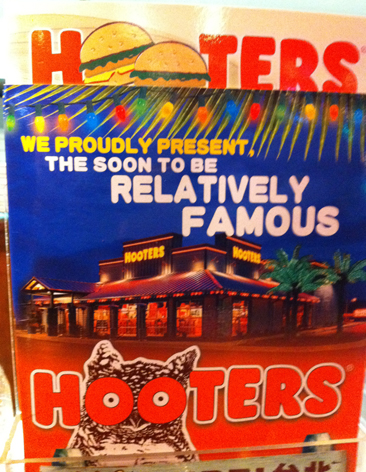 HOOTERS
WE PROUDLY PRESENT,
THE SOON TO BE
RELATIVELY
FAMOUS
HOOTERS HOOTERS
HOOTERS